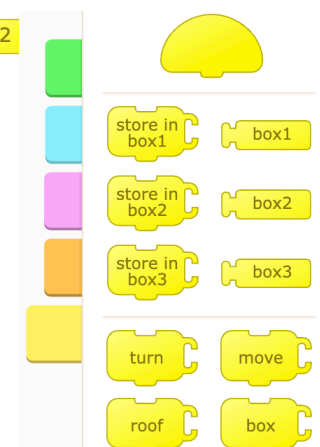 2
store in
box1
box1
store in
box2
box2
store in
box3
box3
turn
move
roof
box